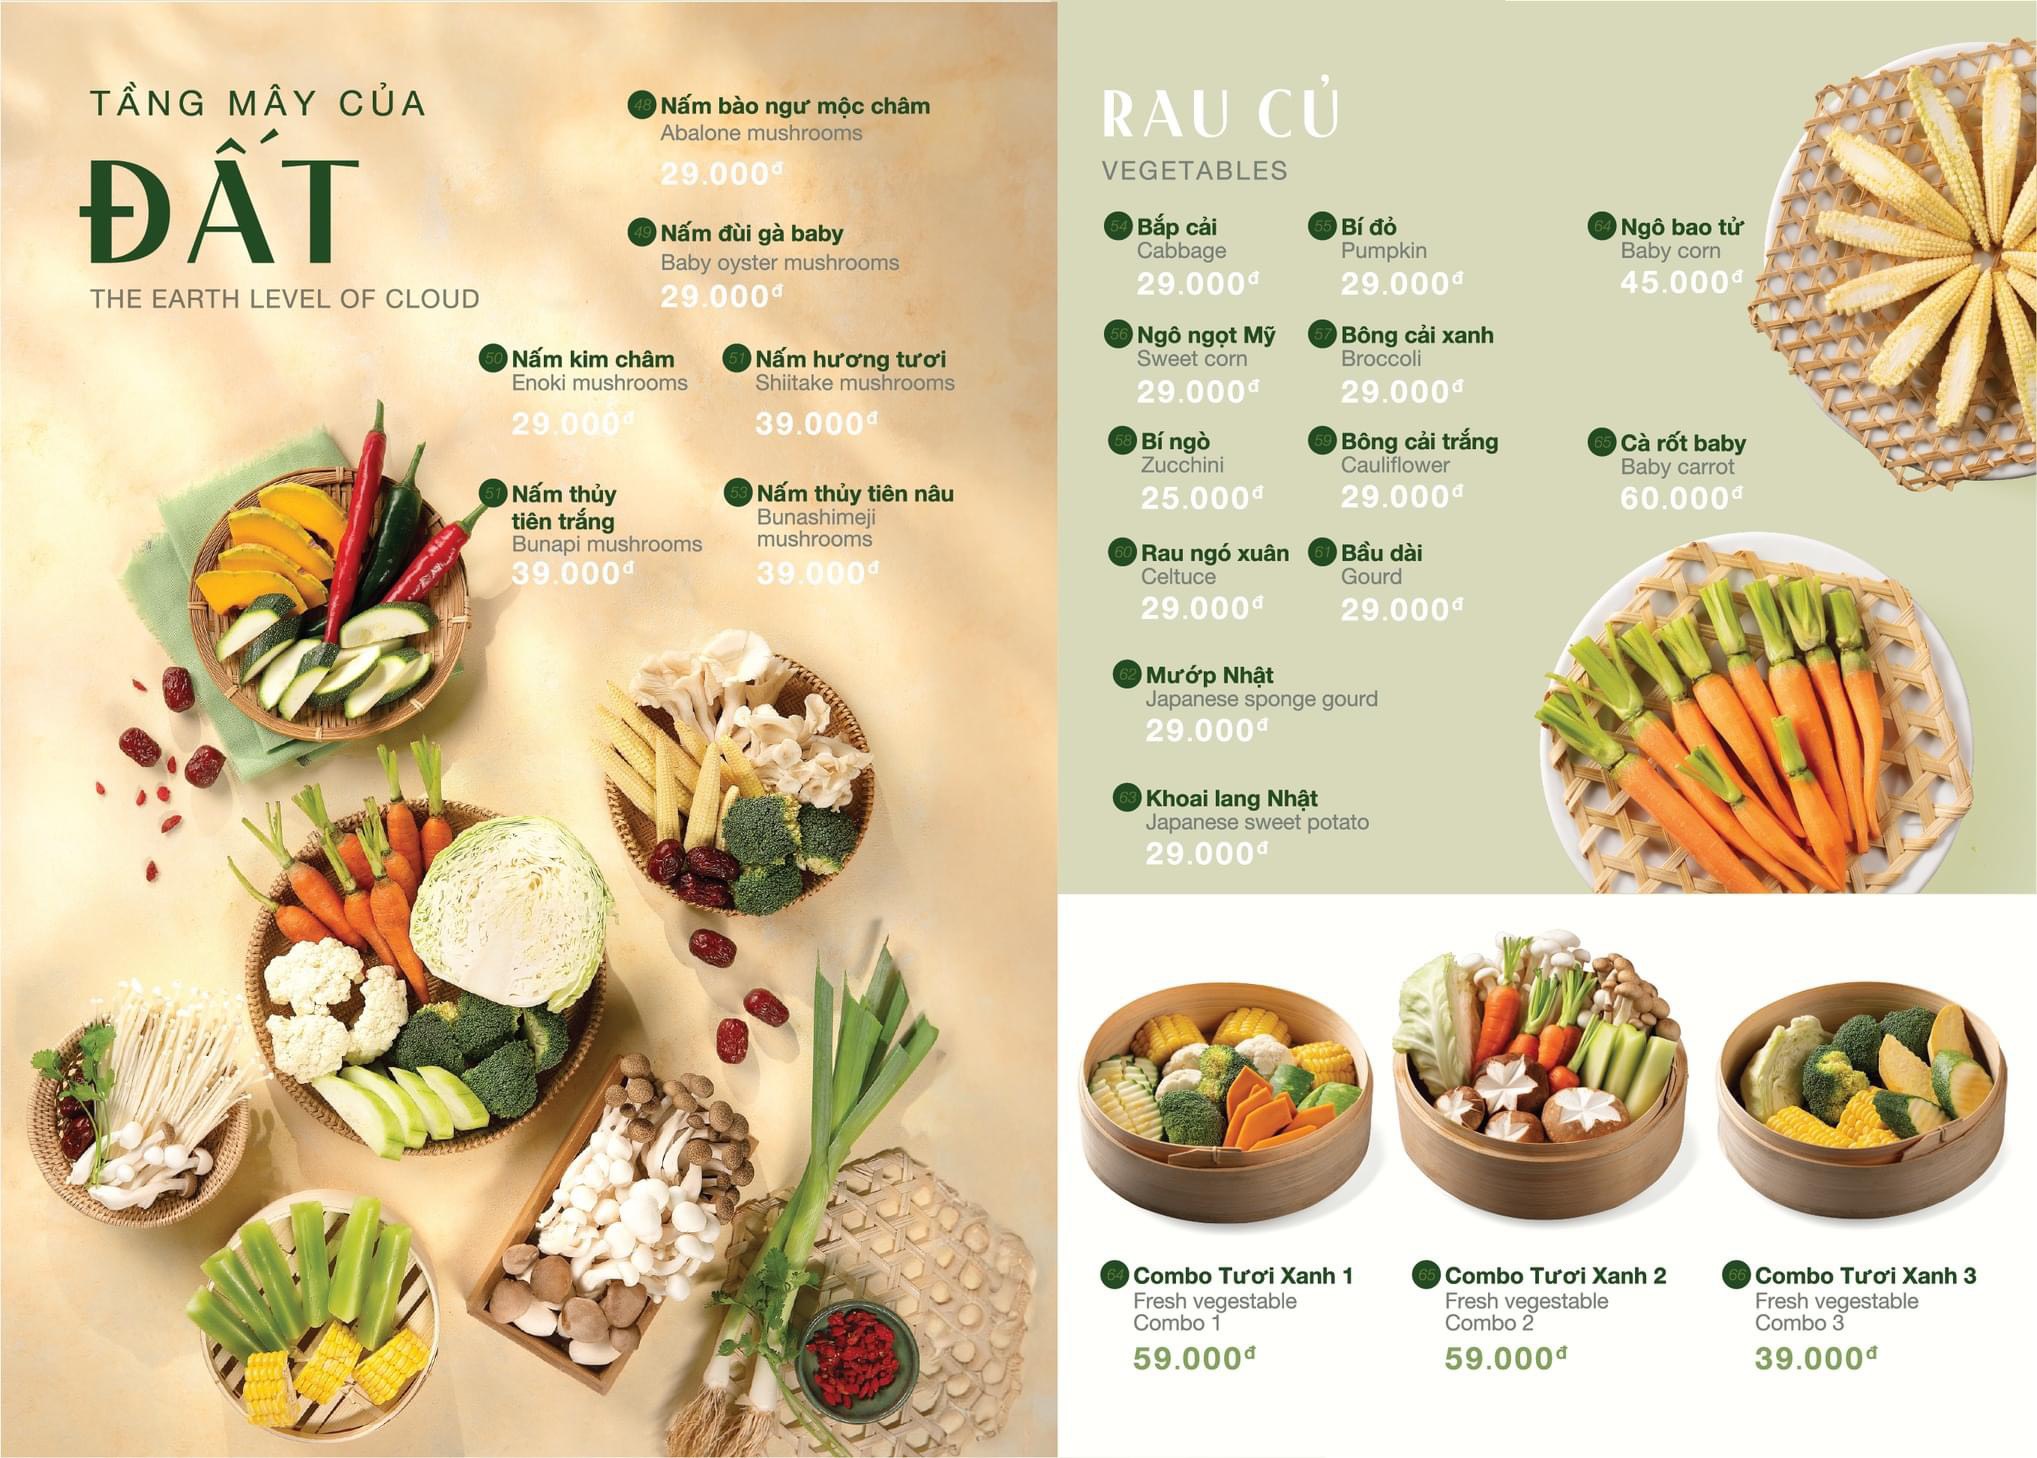 TẦNG MÂY CỦA
ĐẤT
THE EARTH LEVEL OF CLOUD
48 Nấm bào ngư mộc châm
Abalone mushrooms
29.000đ
49 Nấm đùi gà baby
Baby oyster mushrooms
29.000đ
50 Nấm kim châm
Enoki mushrooms
29.000đ
51 Nấm hương tươi
Shiitake mushrooms
39.000đ
51 Nấm thủy
tiên trắng
Bunapi mushrooms
39.000đ
53 Nấm thủy tiên nâu
Bunashimeji
mushrooms
39.000đ
RAU CỦ
VEGETABLES
54 Bắp cải
Cabbage
29.000đ
55 Bí đỏ
Pumpkin
29.000đ
64 Ngô bao tử
Baby corn
45.000đ
56 Ngô ngọt Mỹ
Sweet corn
29.000đ
57 Bông cải xanh
Broccoli
29.000đ
58 Bí ngò
Zucchini
25.000đ
59 Bông cải trắng
Cauliflower
29.000đ
65 Cà rốt baby
Baby carrot
60.000đ
60 Rau ngó xuân
Celtuce
29.000đ
61 Bầu dài
Gourd
29.000đ
62 Mướp Nhật
Japanese sponge gourd
29.000đ
63 Khoai lang Nhật
Japanese sweet potato
29.000đ
64 Combo Tươi Xanh 1
Fresh vegestable
Combo 1
59.000đ
65 Combo Tươi Xanh 2
Fresh vegestable
Combo 2
59.000đ
66 Combo Tươi Xanh 3
Fresh vegestable
Combo 3
39.000đ